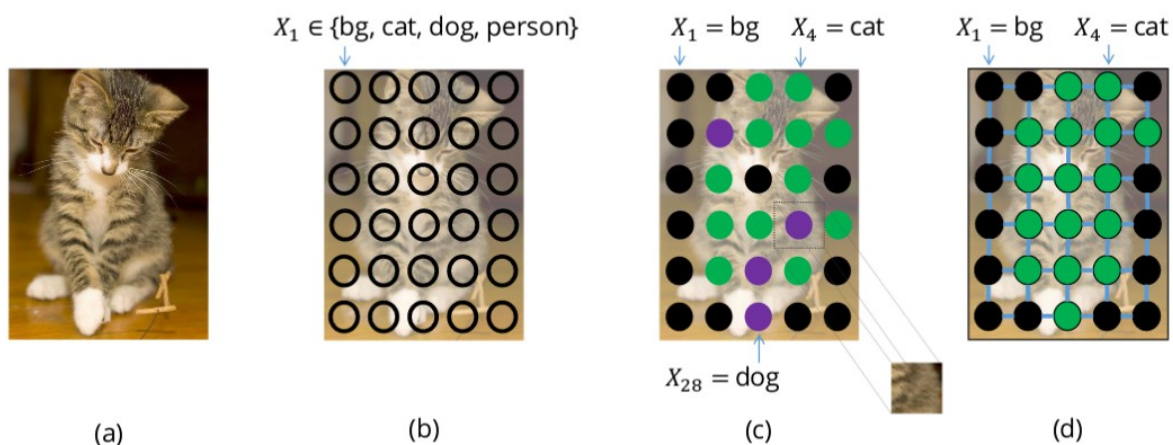 X₁ ∈ {bg, cat, dog, person}
X₁ = bg
X₄ = cat
X₁ = bg
X₄ = cat
X₂₈ = dog
(a)
(b)
(c)
(d)